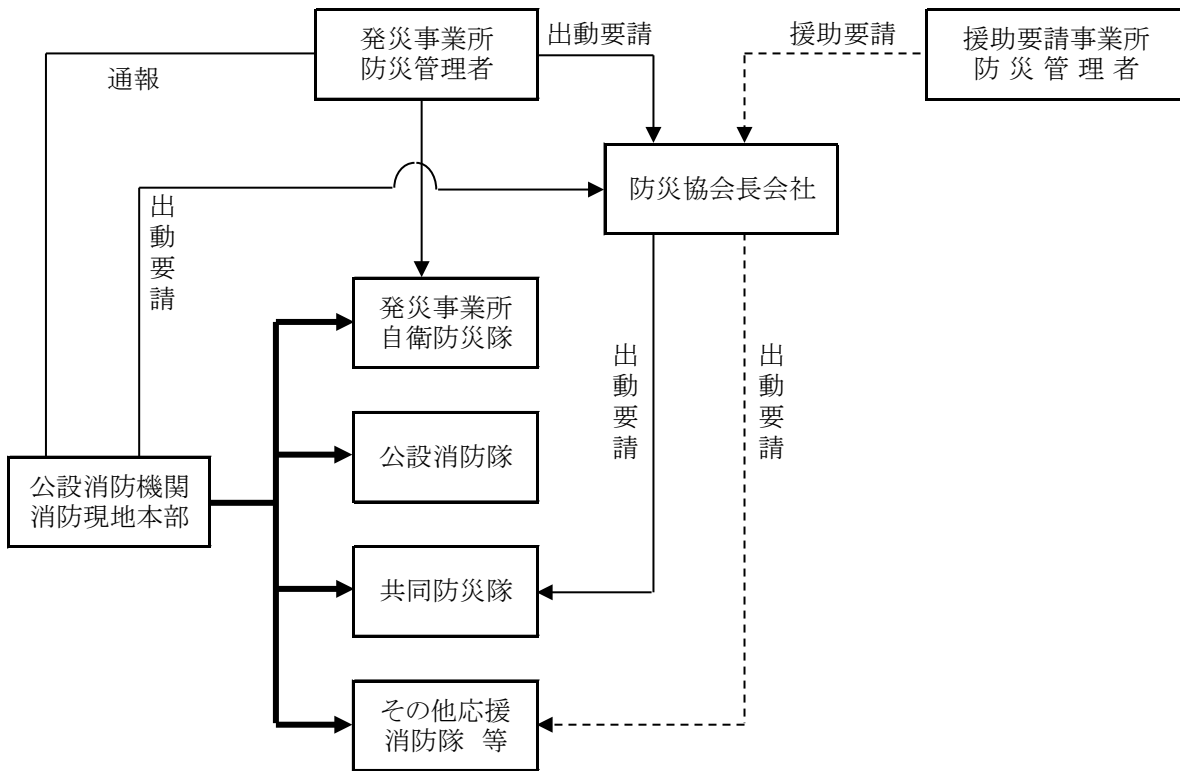 発災事業所
防災管理者
出動要請
援助要請
援助要請事業所
防災管理者
通報
防災協会長会社
出動要請
発災事業所
自衛防災隊
出動要請
出動要請
公設消防隊
公設消防機関
消防現地本部
共同防災隊
その他応援
消防隊 等